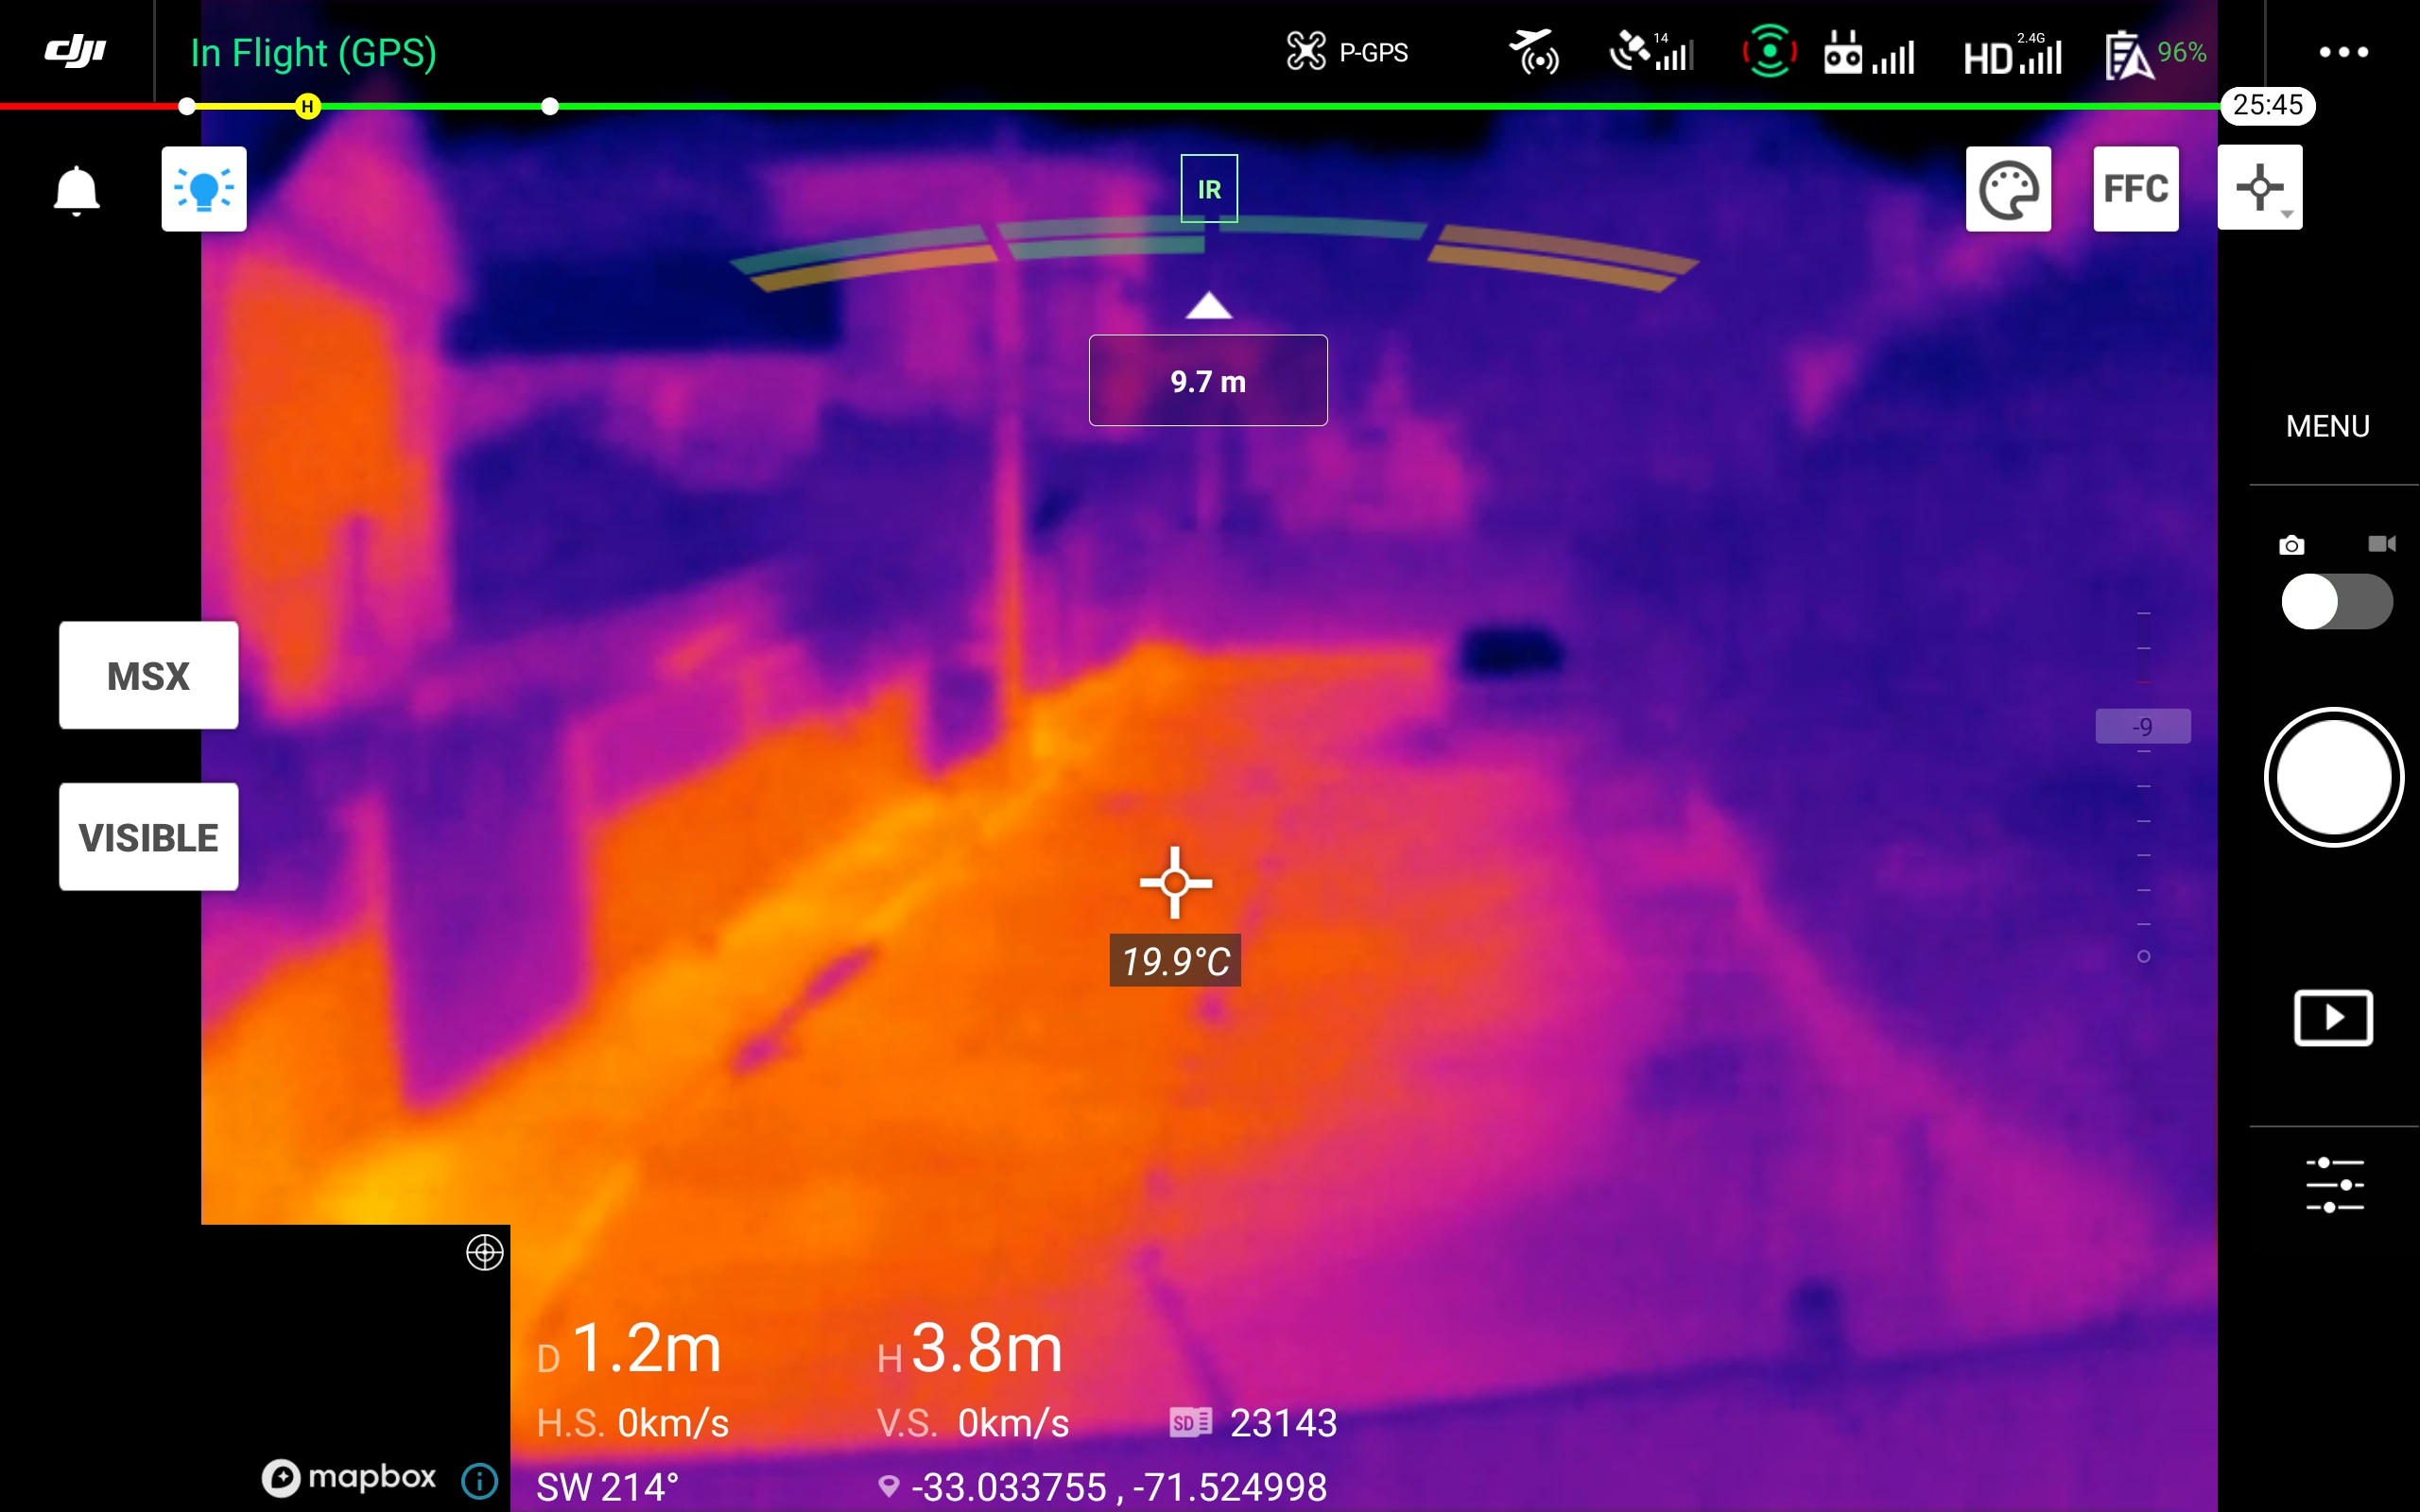 dji
In Flight (GPS)
P-GPS
14
HD 2.4G
96%
H
25:45
IR
FFC
9.7 m
MENU
MSX
-9
VISIBLE
19.9°C
D 1.2m H 3.8m
H.S. 0km/s V.S. 0km/s SD 23143
mapbox i
SW 214° -33.033755 , -71.524998